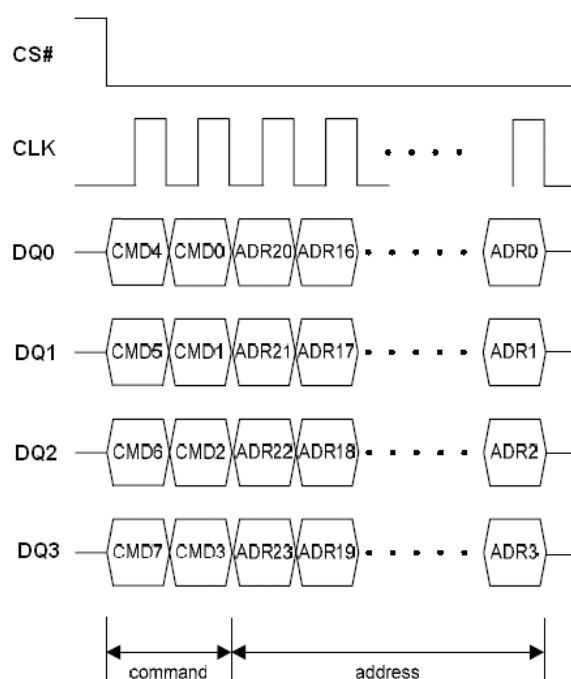 CS#
CLK
DQ0 CMD4 CMD0 ADR20 ADR16 ADR0
DQ1 CMD5 CMD1 ADR21 ADR17 ADR1
DQ2 CMD6 CMD2 ADR22 ADR18 ADR2
DQ3 CMD7 CMD3 ADR23 ADR19 ADR3
command address